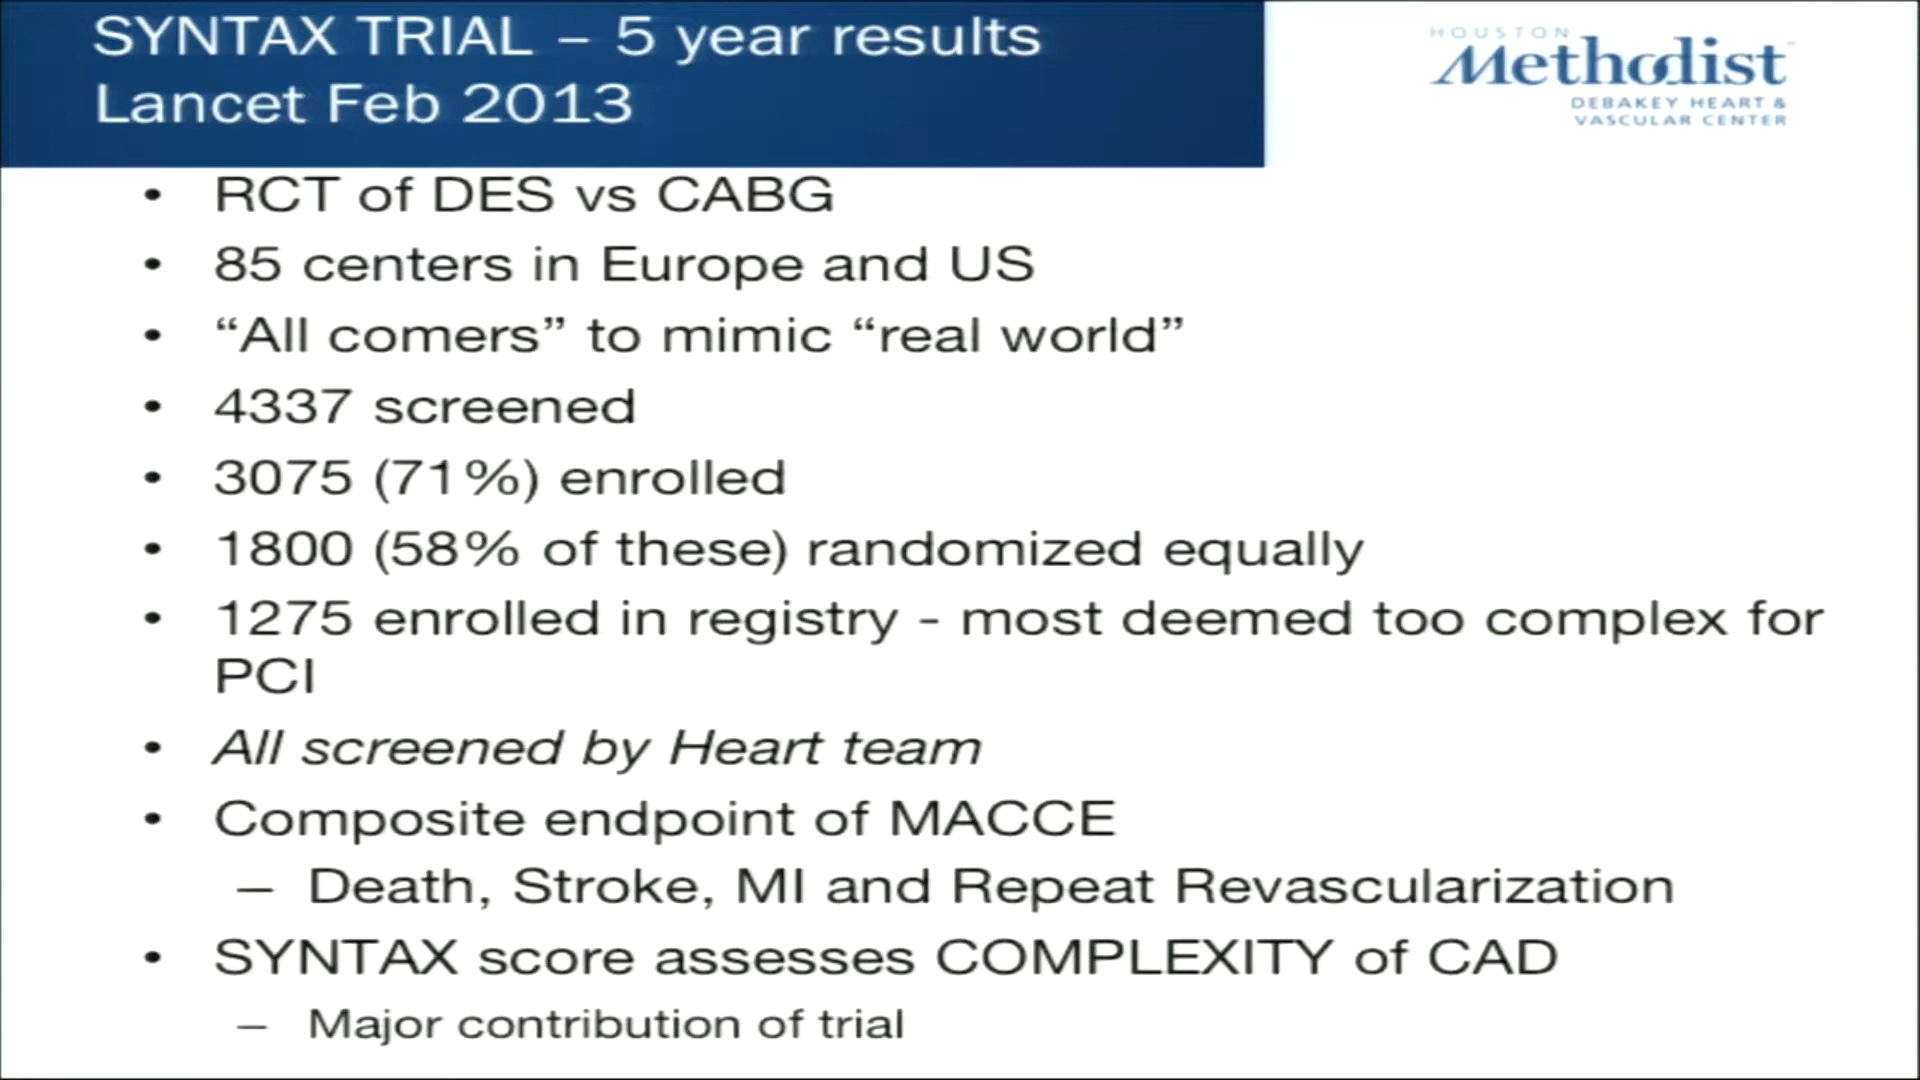 SYNTAX TRIAL – 5 year results
Lancet Feb 2013
HOUSTON
Methodist
DEBAKEY HEART &
VASCULAR CENTER
• RCT of DES vs CABG
• 85 centers in Europe and US
• “All comers” to mimic “real world”
• 4337 screened
• 3075 (71%) enrolled
• 1800 (58% of these) randomized equally
• 1275 enrolled in registry - most deemed too complex for
PCI
• All screened by Heart team
• Composite endpoint of MACCE
– Death, Stroke, MI and Repeat Revascularization
• SYNTAX score assesses COMPLEXITY of CAD
– Major contribution of trial